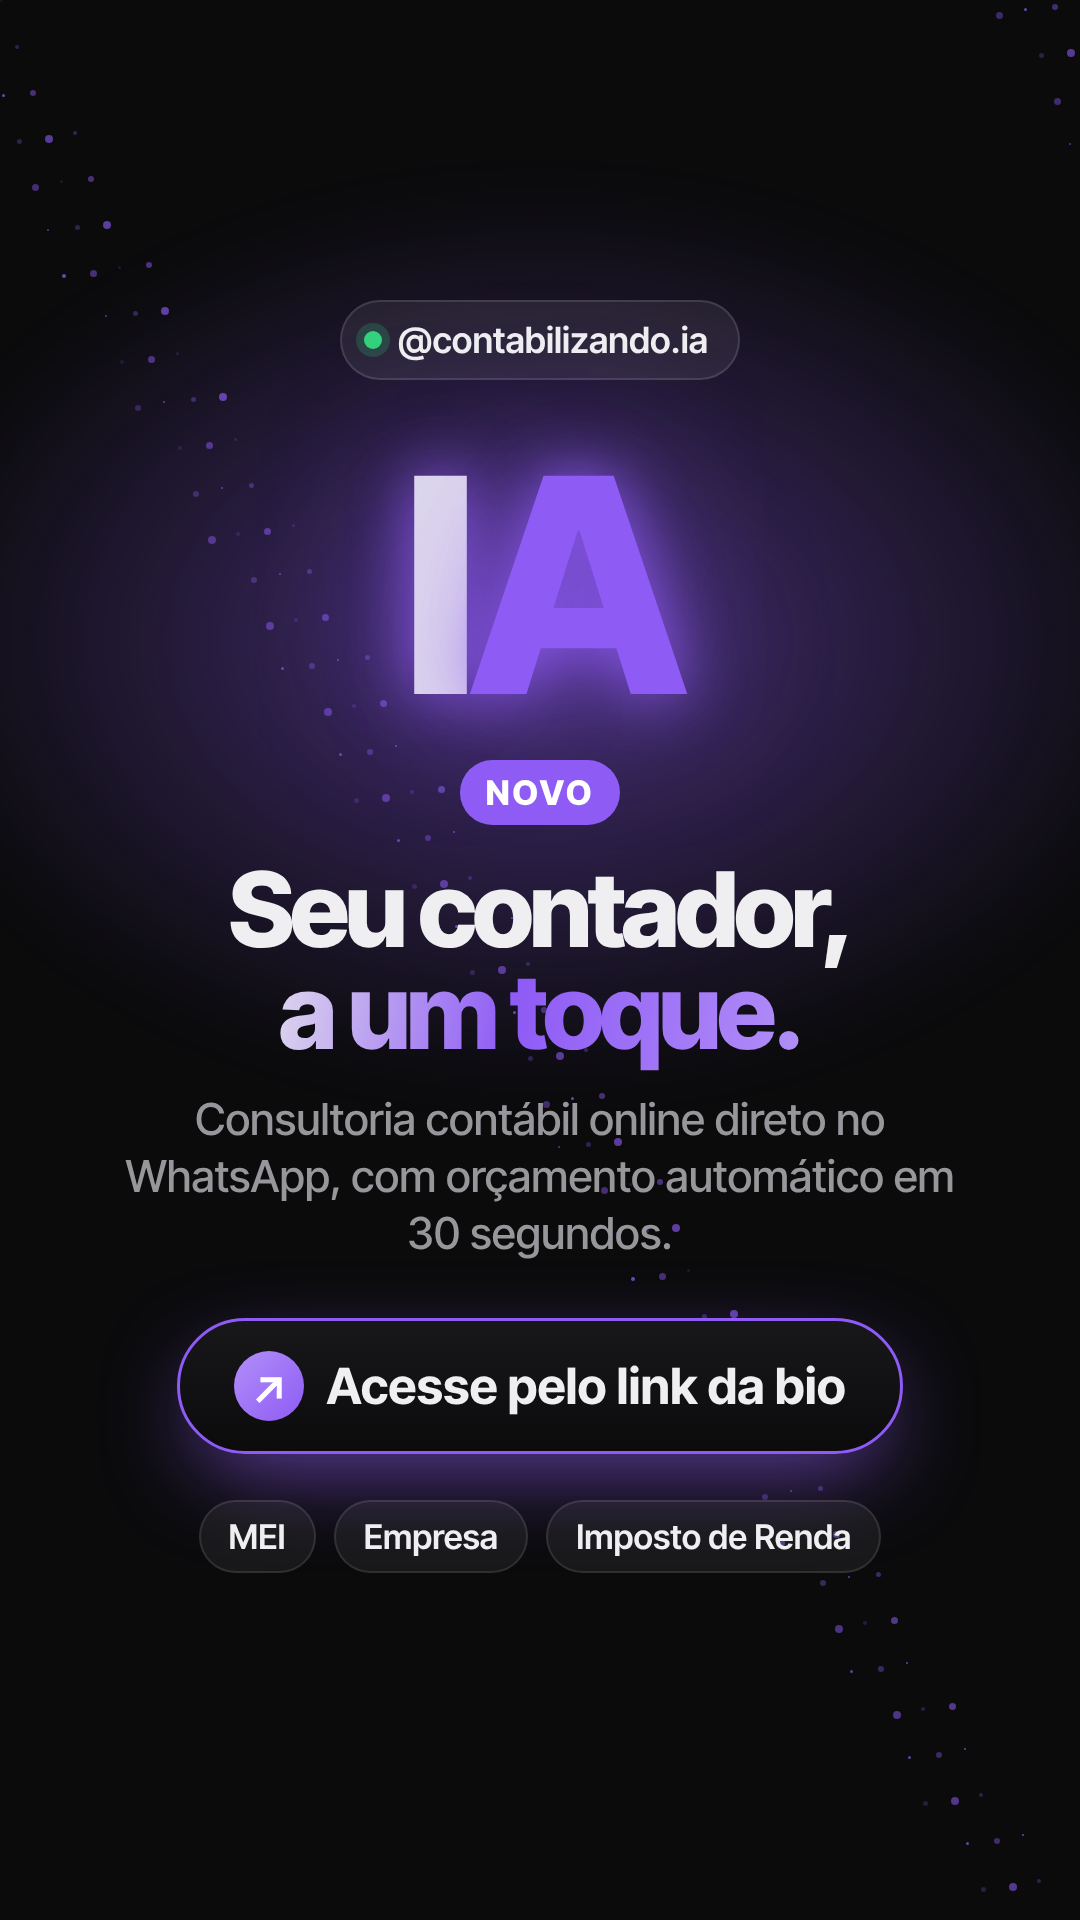 @contabilizando.ia
IA
NOVO
Seu contador,
a um toque.
Consultoria contábil online direto no
WhatsApp, com orçamento automático em
30 segundos.
Acesse pelo link da bio
MEI
Empresa
Imposto de Renda